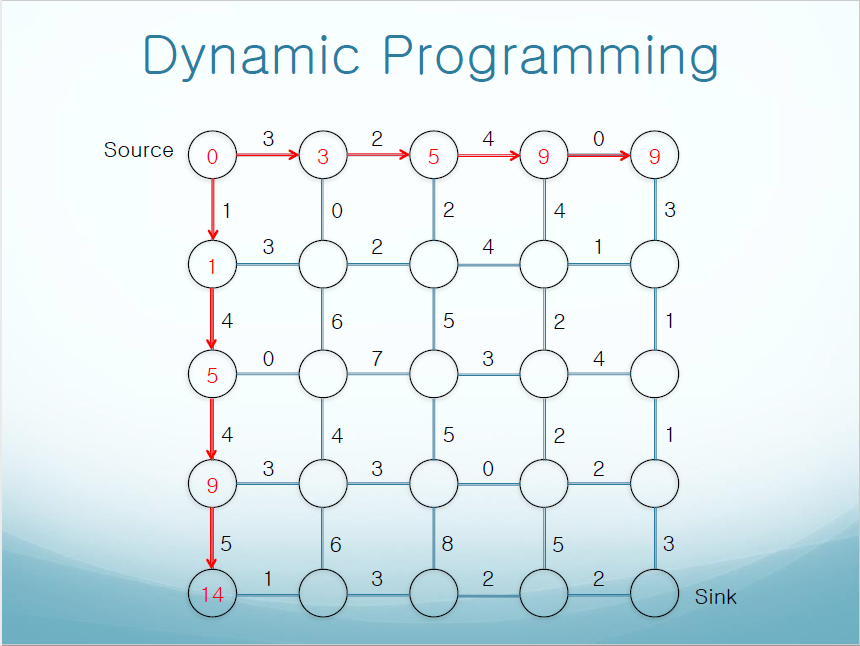 Dynamic Programming
3 2 4 0
Source 0 3 5 9 9
1 0 2 4 3
3 2 4 1
1
4 6 5 2 1
0 7 3 4
5
4 4 5 2 1
3 3 0 2
9
5 6 8 5 3
1 3 2 2
14 Sink